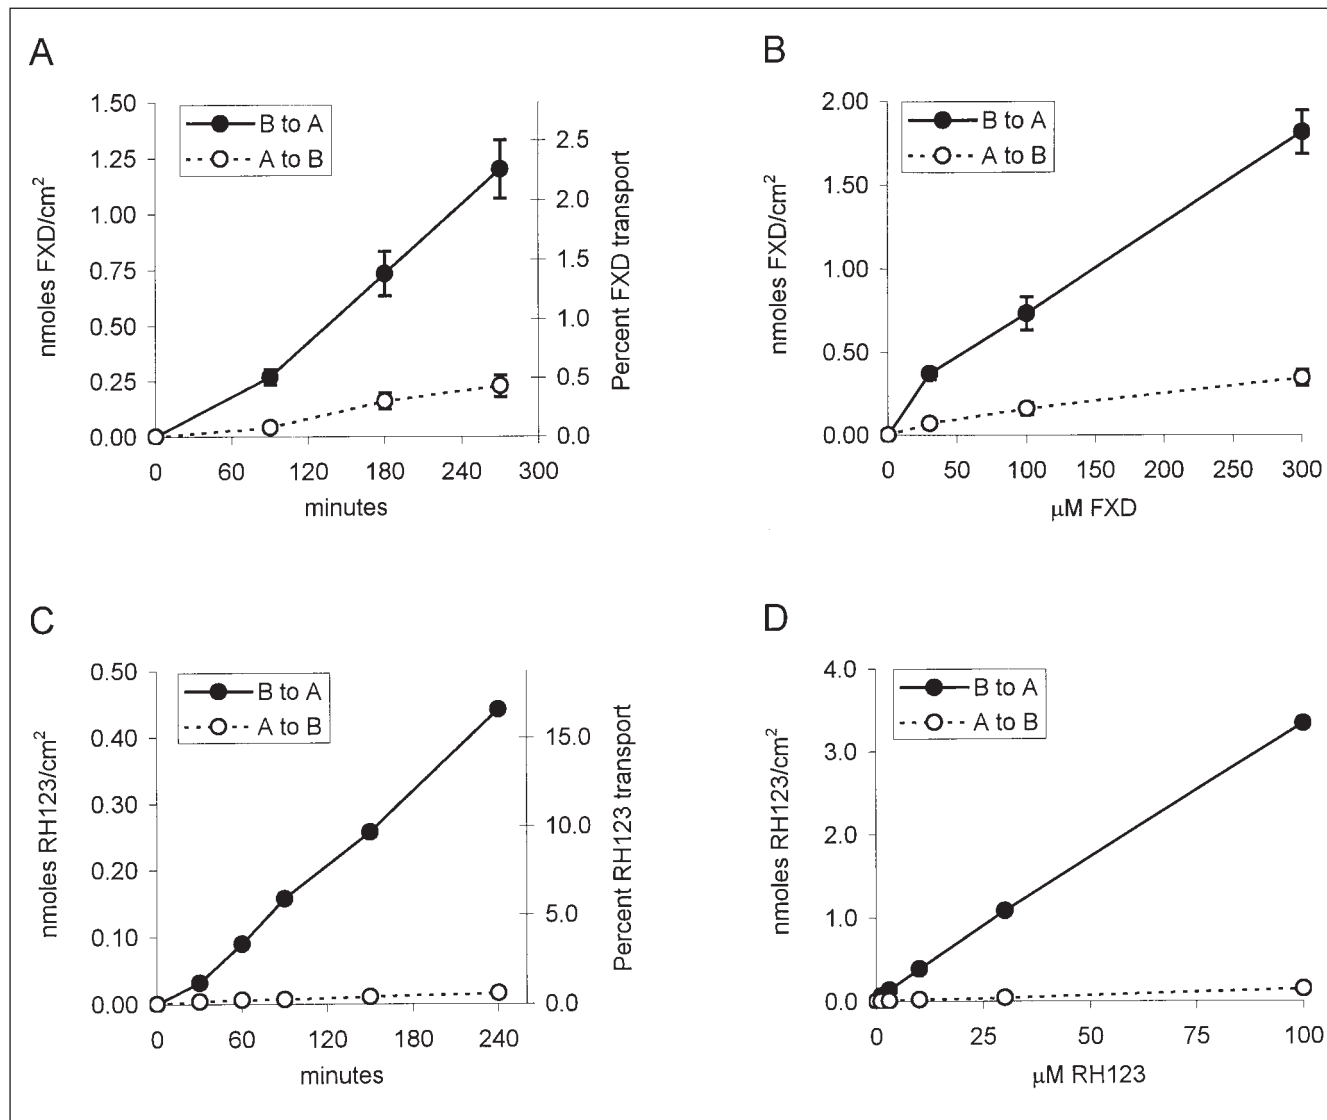 A
1.50
1.25
1.00
0.75
0.50
0.25
0.00
nmoles FXD/cm²
B to A
A to B
2.5
2.0
1.5
1.0
0.5
0.0
Percent FXD transport
0 60 120 180 240 300
minutes
B
2.00
1.50
1.00
0.50
0.00
nmoles FXD/cm²
B to A
A to B
0 50 100 150 200 250 300
μM FXD
C
0.50
0.40
0.30
0.20
0.10
0.00
nmoles RH123/cm²
B to A
A to B
15.0
10.0
5.0
0.0
Percent RH123 transport
0 60 120 180 240
minutes
D
4.0
3.0
2.0
1.0
0.0
nmoles RH123/cm²
B to A
A to B
0 25 50 75 100
μM RH123